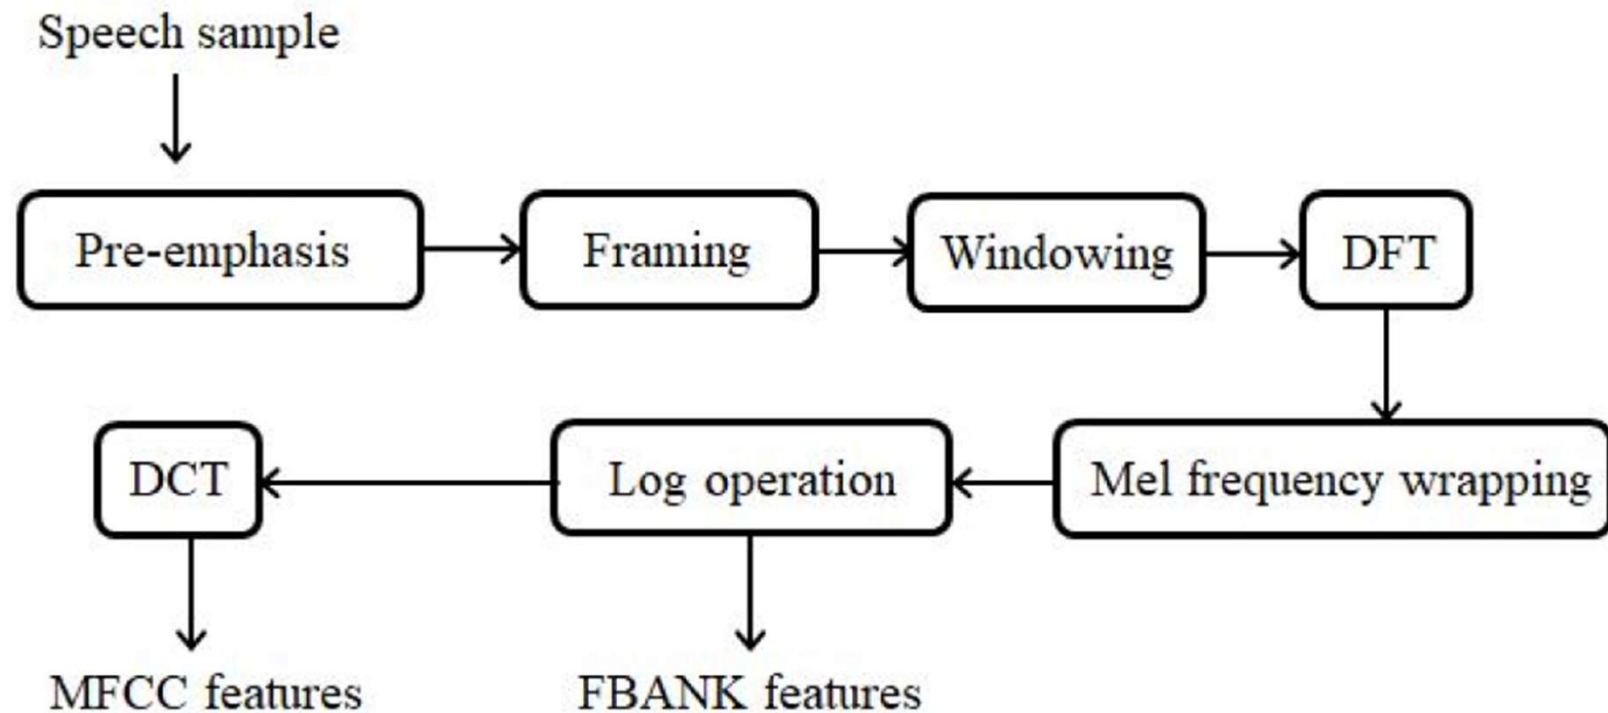 Speech sample
Pre-emphasis
Framing
Windowing
DFT
DCT
Log operation
Mel frequency wrapping
MFCC features
FBANK features